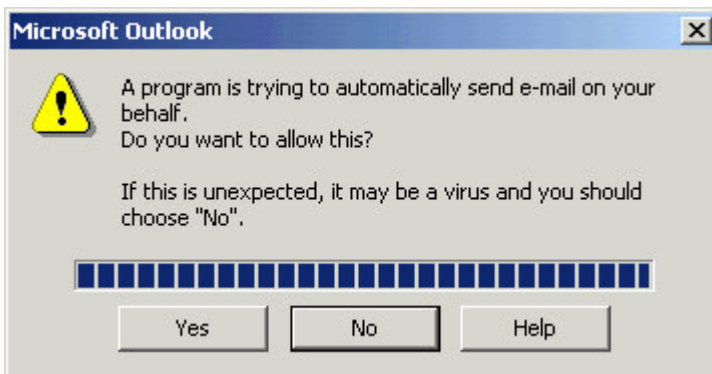 Microsoft Outlook
A program is trying to automatically send e-mail on your
behalf.
Do you want to allow this?
If this is unexpected, it may be a virus and you should
choose "No".
Yes No Help